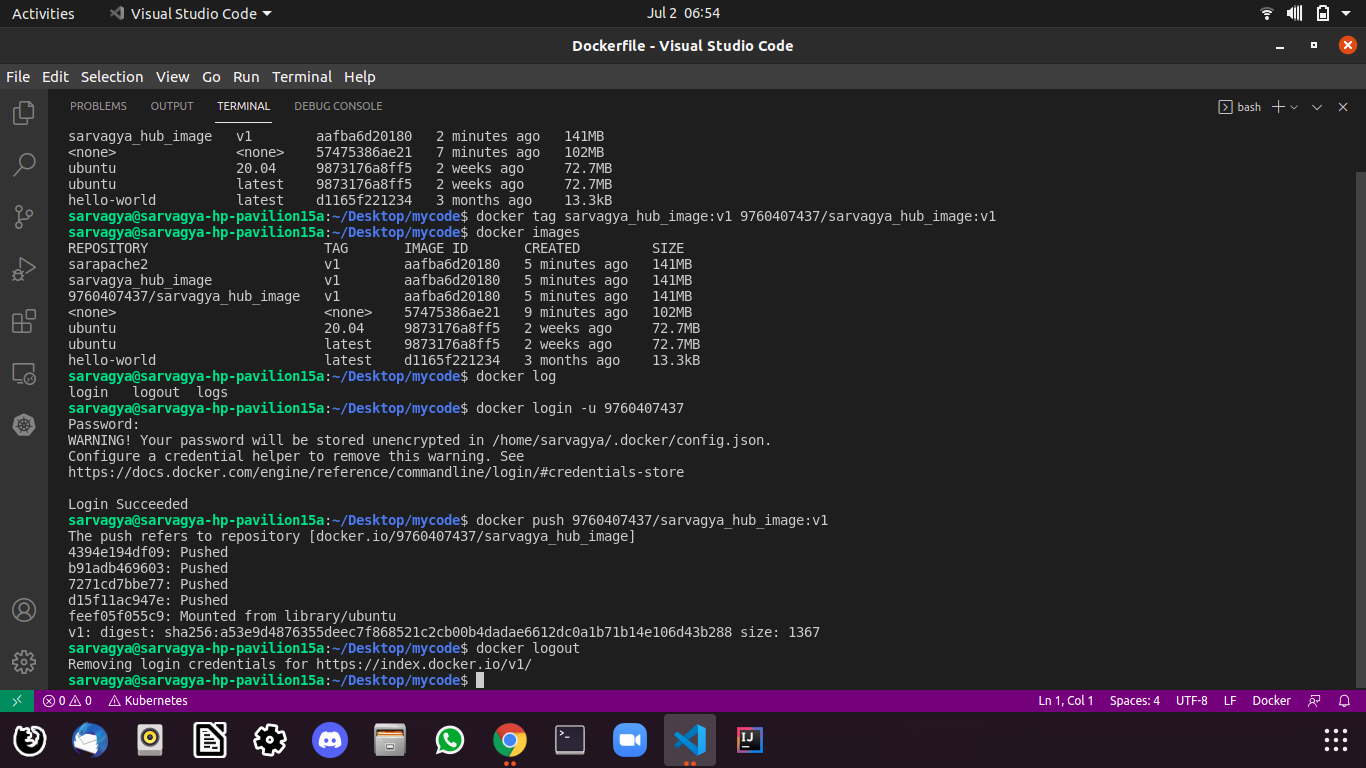 Activities Visual Studio Code Jul 2 06:54
Dockerfile - Visual Studio Code
File Edit Selection View Go Run Terminal Help
PROBLEMS OUTPUT TERMINAL DEBUG CONSOLE bash
sarvagya_hub_image v1 aafba6d20180 2 minutes ago 141MB
<none> <none> 57475386ae21 7 minutes ago 102MB
ubuntu 20.04 9873176a8ff5 2 weeks ago 72.7MB
ubuntu latest 9873176a8ff5 2 weeks ago 72.7MB
hello-world latest d1165f221234 3 months ago 13.3kB
sarvagya@sarvagya-hp-pavilion15a:~/Desktop/mycode$ docker tag sarvagya_hub_image:v1 9760407437/sarvagya_hub_image:v1
sarvagya@sarvagya-hp-pavilion15a:~/Desktop/mycode$ docker images
REPOSITORY TAG IMAGE ID CREATED SIZE
sarapache2 v1 aafba6d20180 5 minutes ago 141MB
sarvagya_hub_image v1 aafba6d20180 5 minutes ago 141MB
9760407437/sarvagya_hub_image v1 aafba6d20180 5 minutes ago 141MB
<none> <none> 57475386ae21 9 minutes ago 102MB
ubuntu 20.04 9873176a8ff5 2 weeks ago 72.7MB
ubuntu latest 9873176a8ff5 2 weeks ago 72.7MB
hello-world latest d1165f221234 3 months ago 13.3kB
sarvagya@sarvagya-hp-pavilion15a:~/Desktop/mycode$ docker log
login logout logs
sarvagya@sarvagya-hp-pavilion15a:~/Desktop/mycode$ docker login -u 9760407437
Password:
WARNING! Your password will be stored unencrypted in /home/sarvagya/.docker/config.json.
Configure a credential helper to remove this warning. See
https://docs.docker.com/engine/reference/commandline/login/#credentials-store
Login Succeeded
sarvagya@sarvagya-hp-pavilion15a:~/Desktop/mycode$ docker push 9760407437/sarvagya_hub_image:v1
The push refers to repository [docker.io/9760407437/sarvagya_hub_image]
4394e194df09: Pushed
b91adb469603: Pushed
7271cd7bbe77: Pushed
d15f11ac947e: Pushed
feef05f055c9: Mounted from library/ubuntu
v1: digest: sha256:a53e9d4876355deec7f868521c2cb00b4dadae6612dc0a1b71b14e106d43b288 size: 1367
sarvagya@sarvagya-hp-pavilion15a:~/Desktop/mycode$ docker logout
Removing login credentials for https://index.docker.io/v1/
sarvagya@sarvagya-hp-pavilion15a:~/Desktop/mycode$
0 0 Kubernetes Ln 1, Col 1 Spaces: 4 UTF-8 LF Docker
IJ